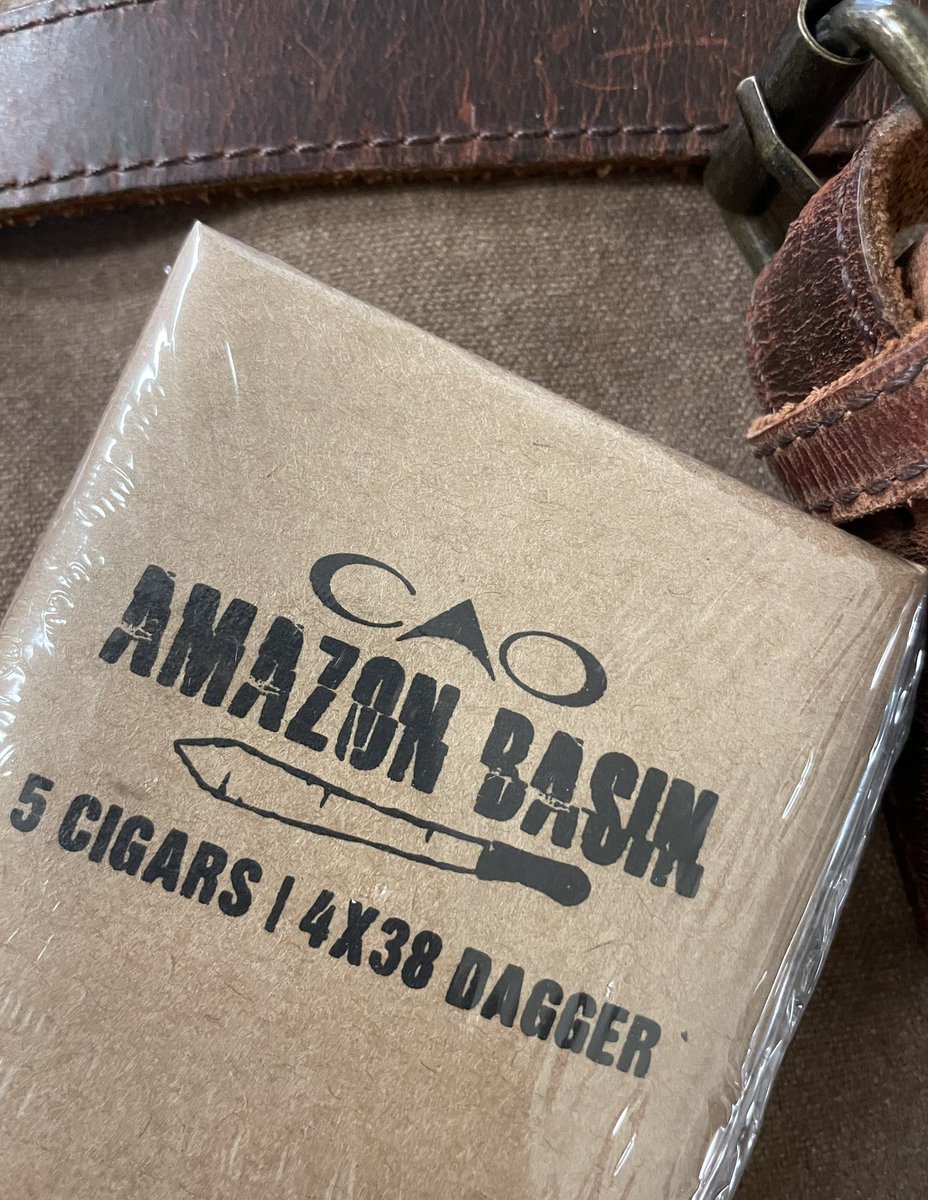 CAO
AMAZON BASIN
5 CIGARS | 4X38 DAGGER